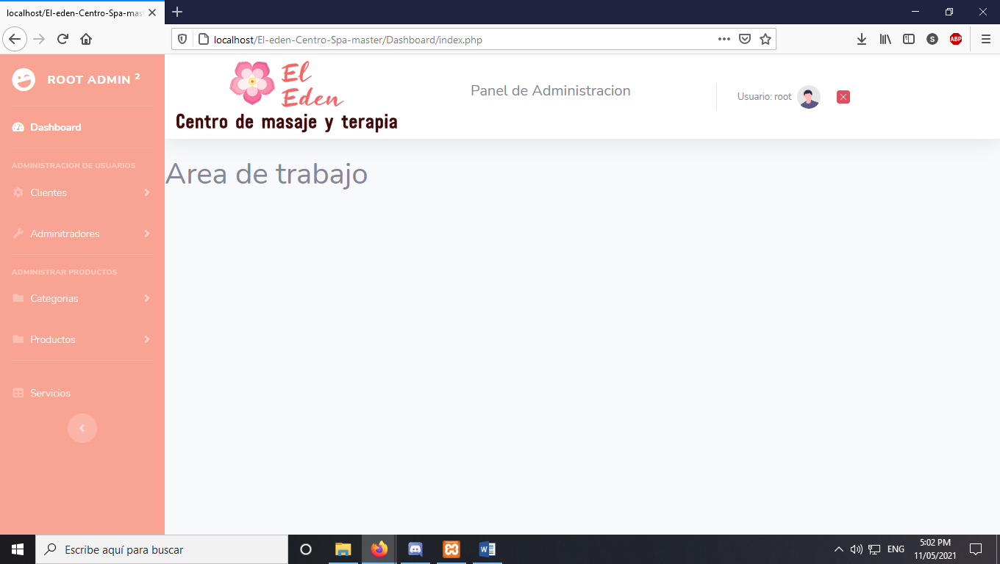 localhost/El-eden-Centro-Spa-mas
localhost/El-eden-Centro-Spa-master/Dashboard/index.php
S
ABP
ROOT ADMIN 2
Dashboard
ADMINISTRACION DE USUARIOS
Clientes
Adminitradores
ADMINISTRAR PRODUCTOS
Categorias
Productos
Servicios
El
Eden
Centro de masaje y terapia
Panel de Administracion
Usuario: root
Area de trabajo
Escribe aquí para buscar
W
ENG
5:02 PM
11/05/2021